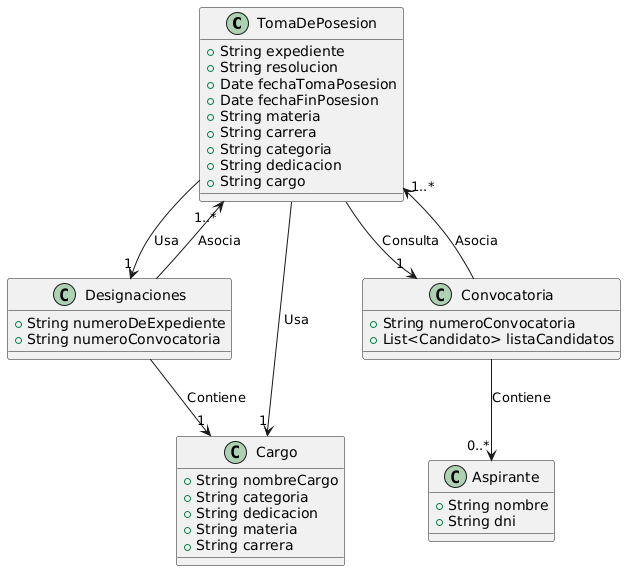 C TomaDePosesion
String expediente
String resolucion
Date fechaTomaPosesion
Date fechaFinPosesion
String materia
String carrera
String categoria
String dedicacion
String cargo
1..*
1..*
Usa
Asocia
Consulta
Asocia
1
1
C Designaciones
String numeroDeExpediente
String numeroConvocatoria
Usa
C Convocatoria
String numeroConvocatoria
List<Candidato> listaCandidatos
Contiene
Contiene
1
1
0..*
C Cargo
String nombreCargo
String categoria
String dedicacion
String materia
String carrera
C Aspirante
String nombre
String dni